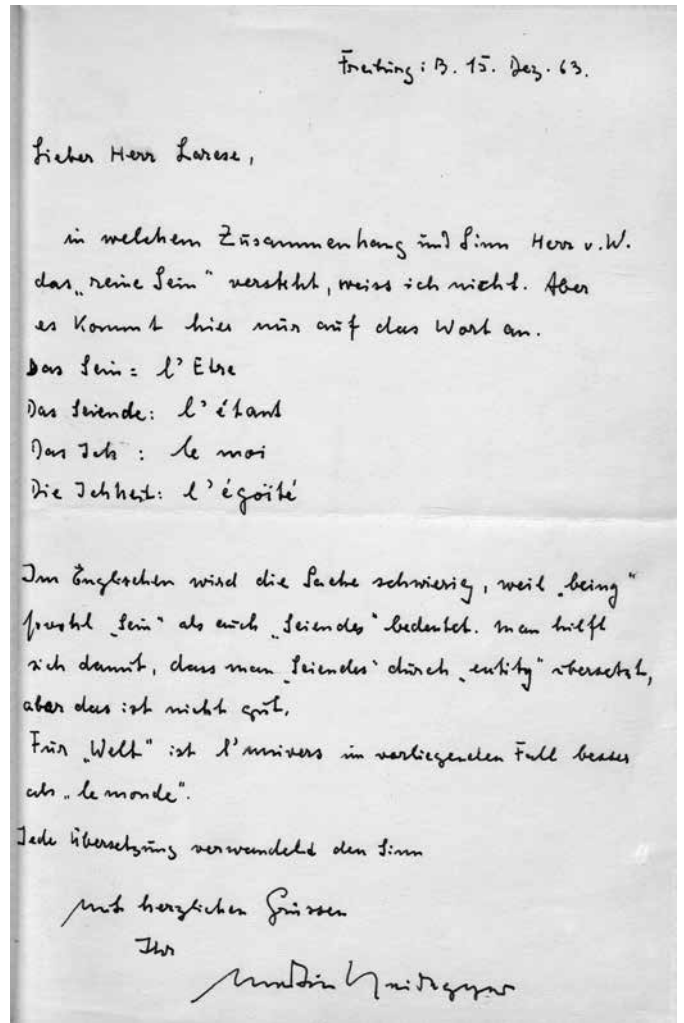 Freiburg i. B. 15. Dez. 63.
Lieber Herr Larese,
in welchem Zusammenhang und Sinn Herr v. W.
das „reine Sein“ versteht, weiss ich nicht. Aber
es kommt hier nur auf das Wort an.
Das Sein: l'Etre
Das Seiende: l'étant
Das Ich : le moi
Die Ichheit: l'égoïté
Im Englischen wird die Sache schwierig, weil „being“
sowohl „Sein“ als auch „Seiendes“ bedeutet. man hilft
sich damit, dass man „Seiendes“ durch „entity“ übersetzt,
aber das ist nicht gut.
Für „Welt“ ist l'univers im vorliegenden Fall besser
als „le monde“.
Jede Übersetzung verwandelt den Sinn
mit herzlichen Grüssen
Ihr
Martin Heidegger